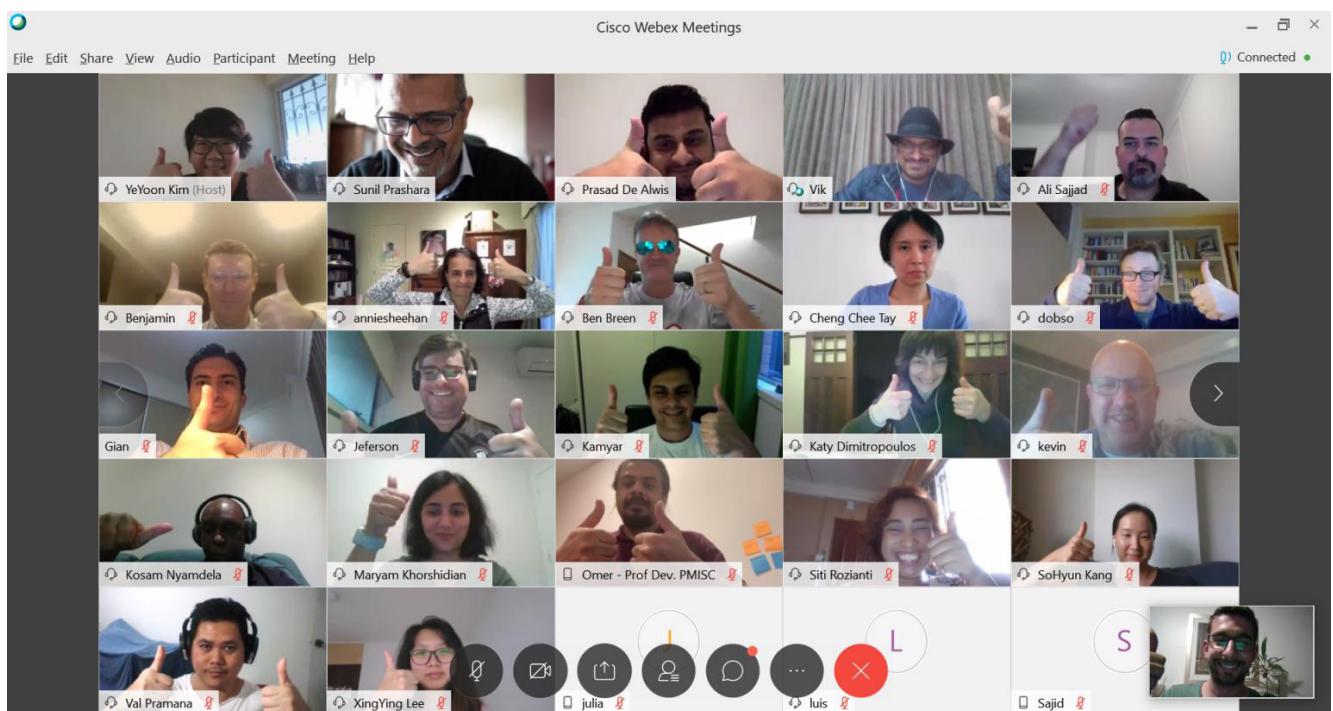 Cisco Webex Meetings
File Edit Share View Audio Participant Meeting Help
Connected
YeYoon Kim (Host)
Sunil Prashara
Prasad De Alwis
Vik
Ali Sajjad
Benjamin
anniesheehan
Ben Breen
Cheng Chee Tay
dobso
Gian
Jeferson
Kamyar
Katy Dimitropoulos
kevin
Kosam Nyamdela
Maryam Khorshidian
Omer - Prof Dev. PMISC
Siti Rozianti
SoHyun Kang
J
L
S
Val Pramana
XingYing Lee
julia
luis
Sajid